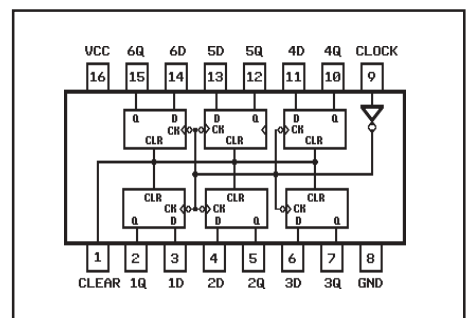 VCC 6Q 6D 5D 5Q 4D 4Q CLOCK
16 15 14 13 12 11 10 9
Q D D Q D Q
CK CK CK
CLR CLR CLR
CLR CLR CLR
CK CK CK
Q D D Q D Q
1 2 3 4 5 6 7 8
CLEAR 1Q 1D 2D 2Q 3D 3Q GND